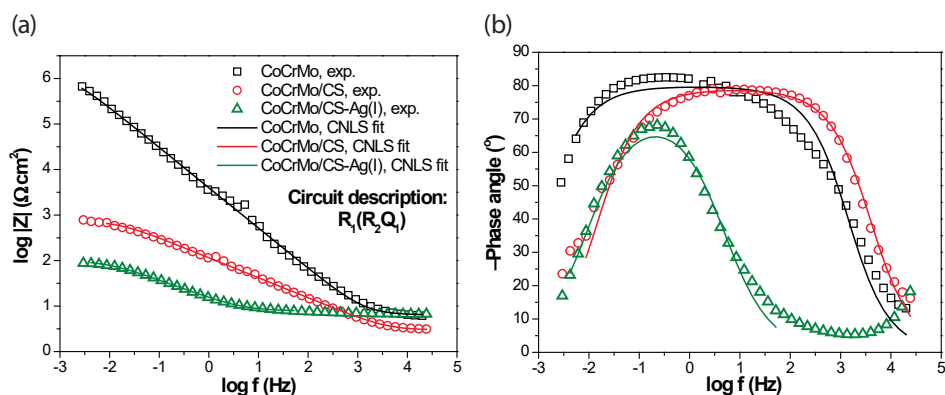 (a)
log |Z| (Ω cm²)
6
5
4
3
2
1
0
CoCrMo, exp.
CoCrMo/CS, exp.
CoCrMo/CS-Ag(I), exp.
CoCrMo, CNLS fit
CoCrMo/CS, CNLS fit
CoCrMo/CS-Ag(I), CNLS fit
Circuit description:
R₁(R₂Q₁)
-3 -2 -1 0 1 2 3 4 5
log f (Hz)
(b)
–Phase angle (°)
90
80
70
60
50
40
30
20
10
0
-3 -2 -1 0 1 2 3 4 5
log f (Hz)